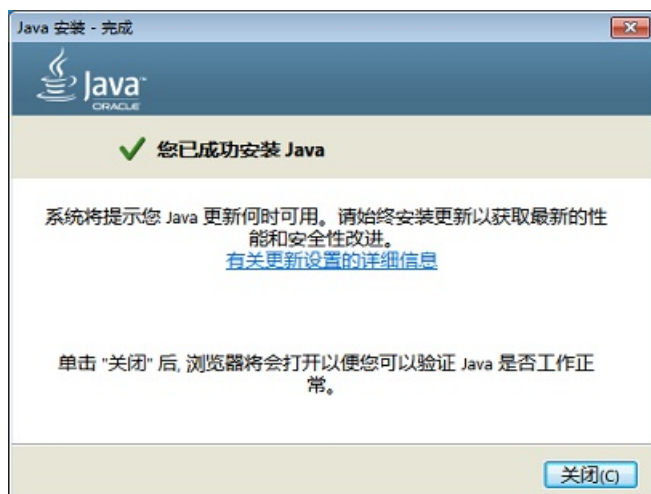 Java 安装 - 完成
Java
ORACLE
您已成功安装 Java
系统将提示您 Java 更新何时可用。请始终安装更新以获取最新的性
能和安全性改进。
有关更新设置的详细信息
单击 "关闭" 后, 浏览器将会打开以便您可以验证 Java 是否工作正
常。
关闭(C)